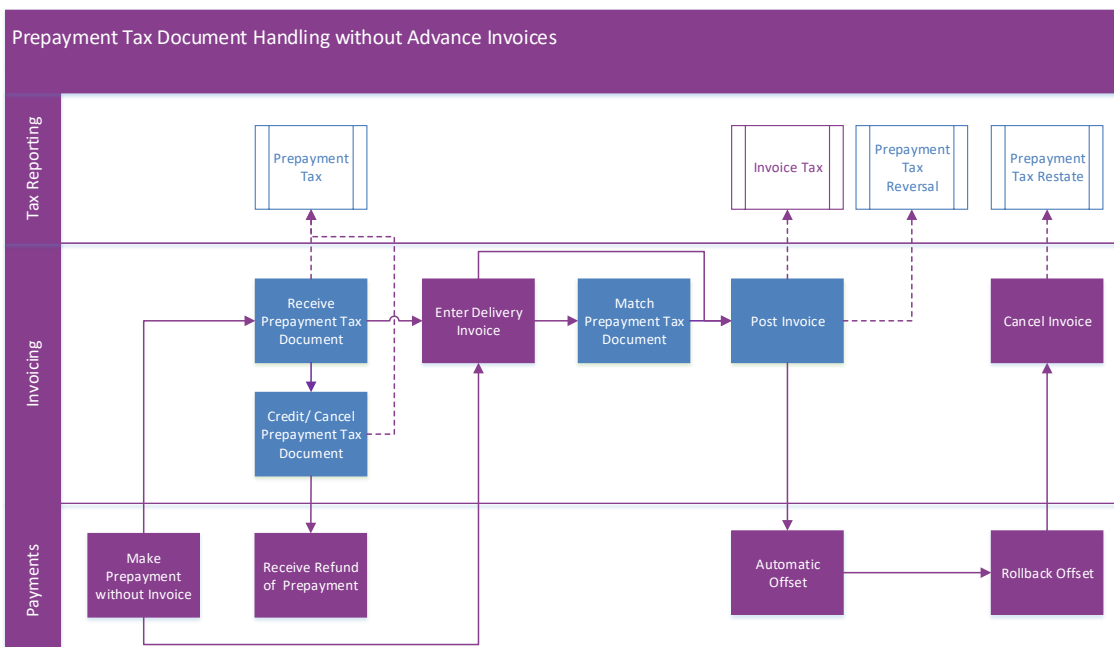 Prepayment Tax Document Handling without Advance Invoices
Tax Reporting
Prepayment
Tax
Invoice Tax
Prepayment
Tax
Reversal
Prepayment
Tax Restate
Invoicing
Receive
Prepayment Tax
Document
Enter Delivery
Invoice
Match
Prepayment Tax
Document
Post Invoice
Cancel Invoice
Credit/ Cancel
Prepayment Tax
Document
Payments
Make
Prepayment
without Invoice
Receive Refund
of Prepayment
Automatic
Offset
Rollback Offset